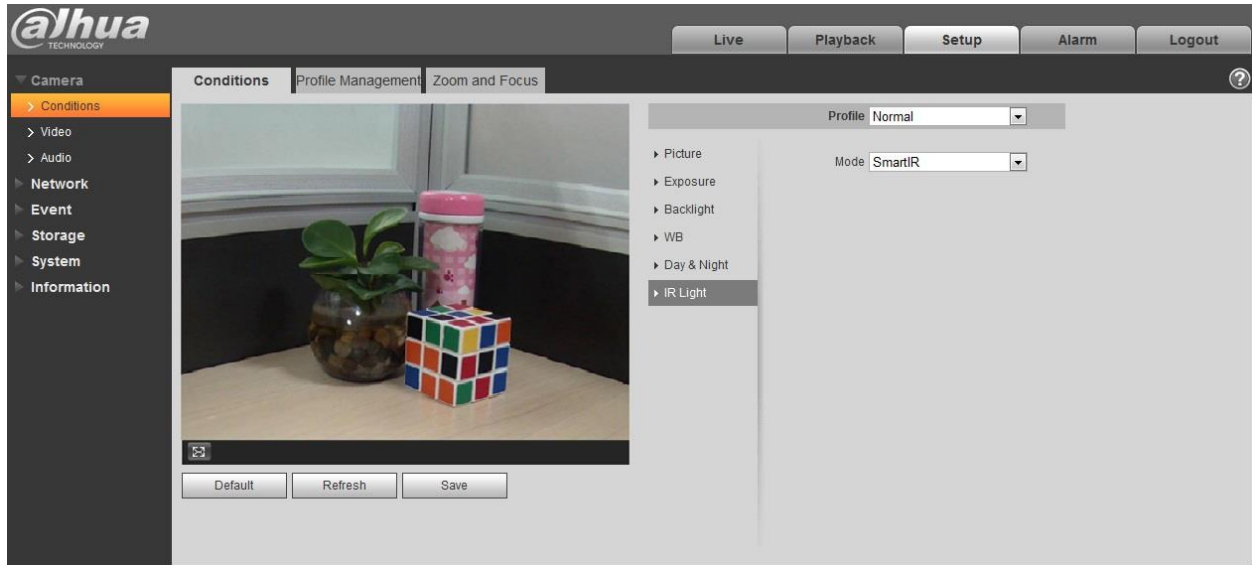 alhua
TECHNOLOGY
Live
Playback
Setup
Alarm
Logout
Camera
Conditions
Video
Audio
Network
Event
Storage
System
Information
Conditions
Profile Management
Zoom and Focus
?
Profile Normal
Picture
Exposure
Backlight
WB
Day & Night
IR Light
Mode SmartIR
Default
Refresh
Save